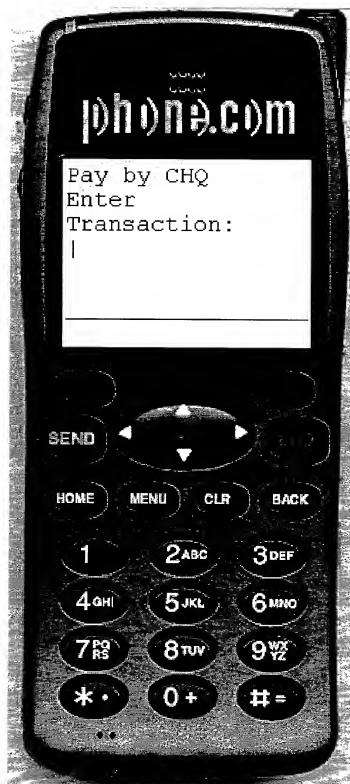 phone.com
Pay by CHQ
Enter
Transaction:
SEND
HOME MENU CLR BACK
1 2ABC 3DEF
4GHI 5JKL 6MNO
7PQRS 8TUV 9WXYZ
* 0+ #=